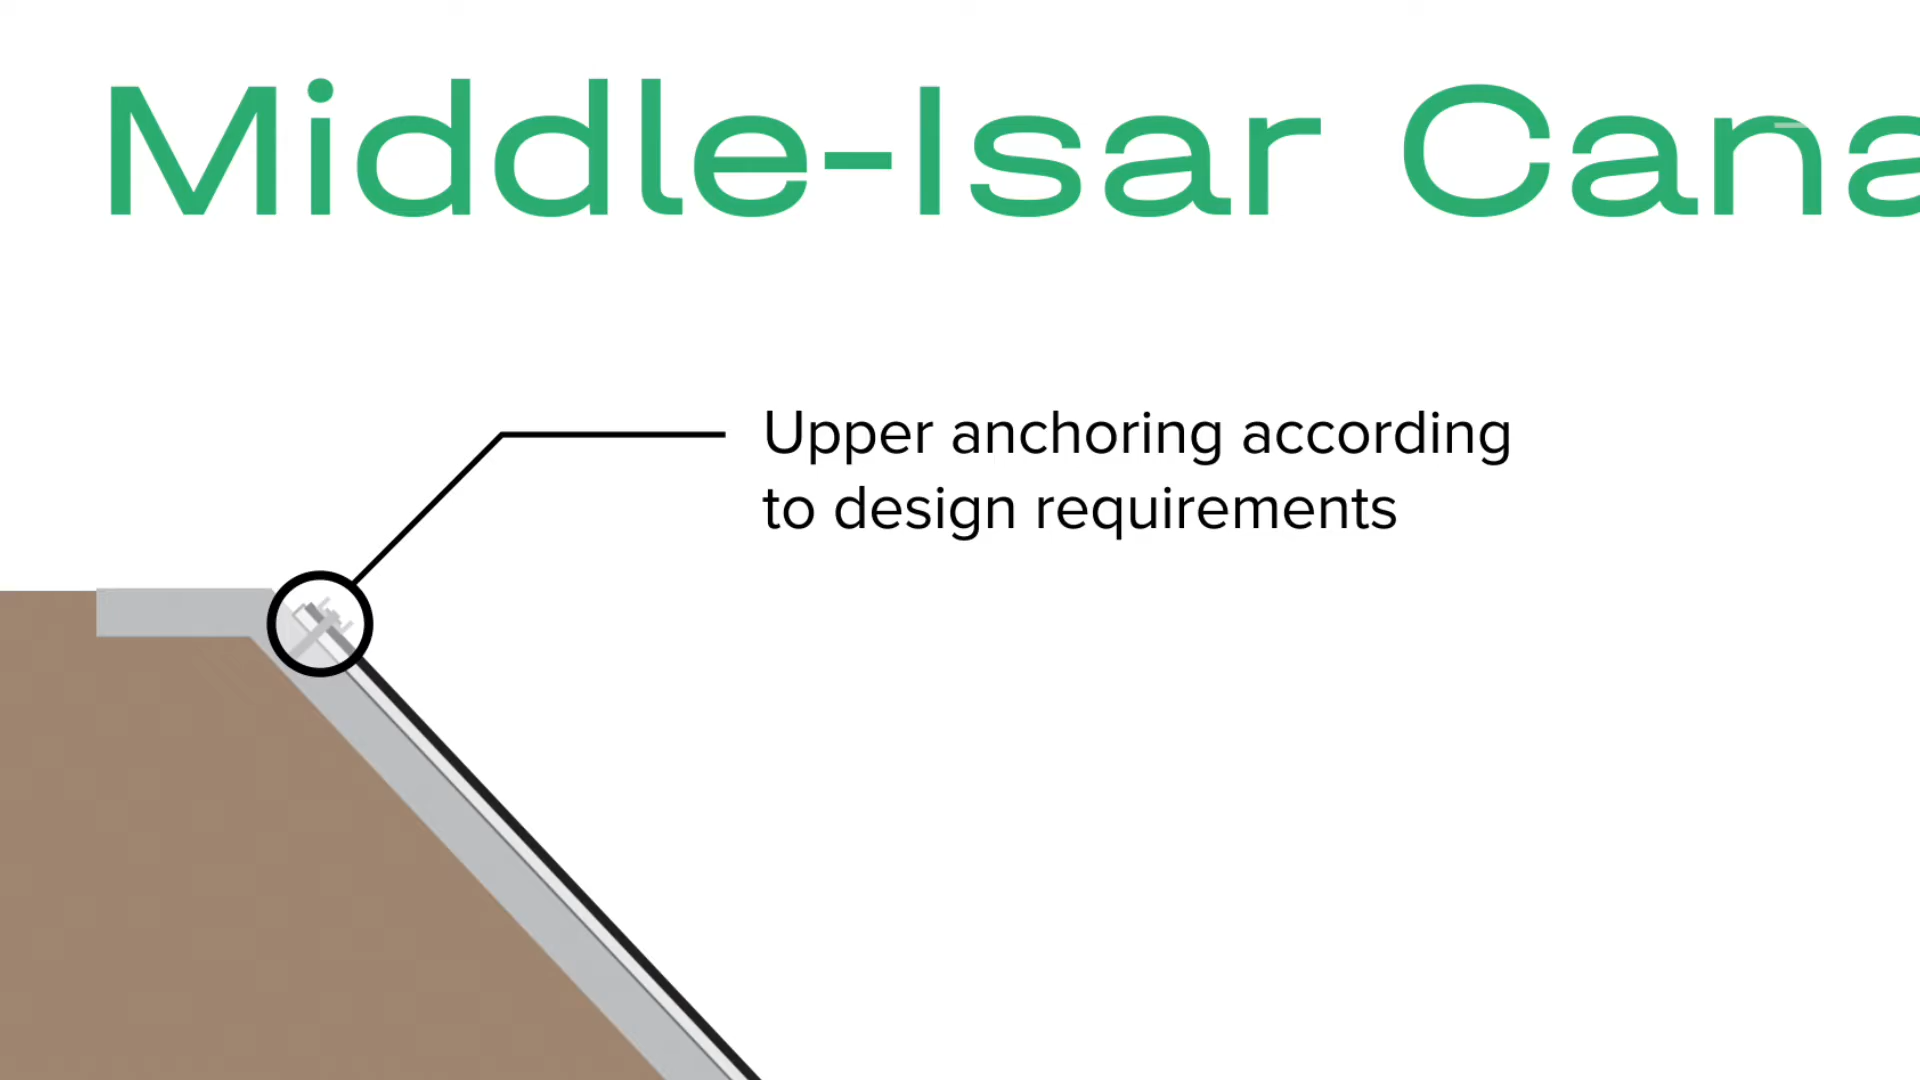 Middle-Isar Cana
Upper anchoring according
to design requirements